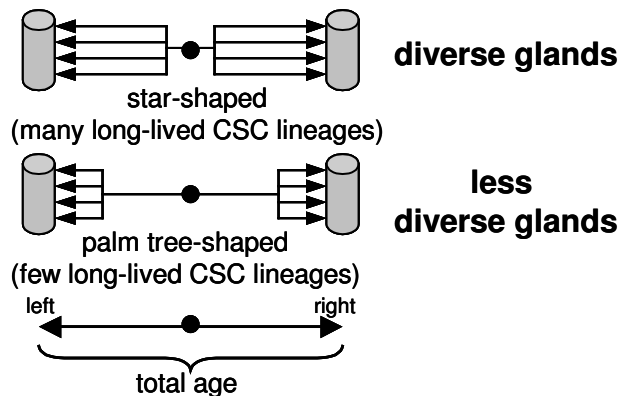 diverse glands
star-shaped
(many long-lived CSC lineages)
less
diverse glands
palm tree-shaped
(few long-lived CSC lineages)
left
right
total age